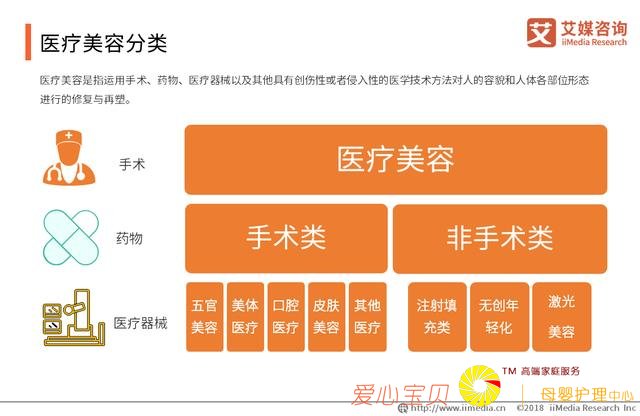 医疗美容分类
艾 艾媒咨询
iiMedia Research
医疗美容是指运用手术、药物、医疗器械以及其他具有创伤性或者侵入性的医学技术方法对人的容貌和人体各部位形态
进行的修复与再塑。
手术
医疗美容
药物
手术类
非手术类
医疗器械
五官
美容
美体
医疗
口腔
医疗
皮肤
美容
其他
医疗
注射填
充类
无创年
轻化
激光
美容
TM 高端家庭服务
爱心宝贝
母婴护理中心
http://www.iimedia.cn ©2018 iiMedia Research Inc